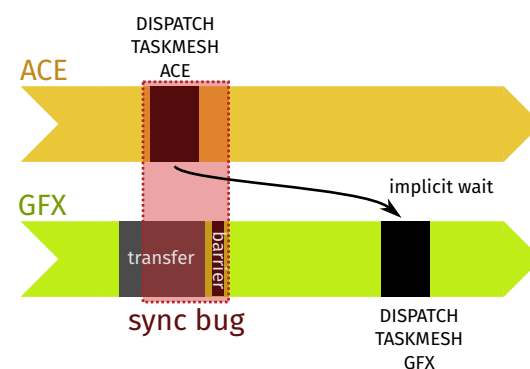 DISPATCH
TASKMESH
ACE
ACE
implicit wait
GFX
transfer
barrier
sync bug
DISPATCH
TASKMESH
GFX